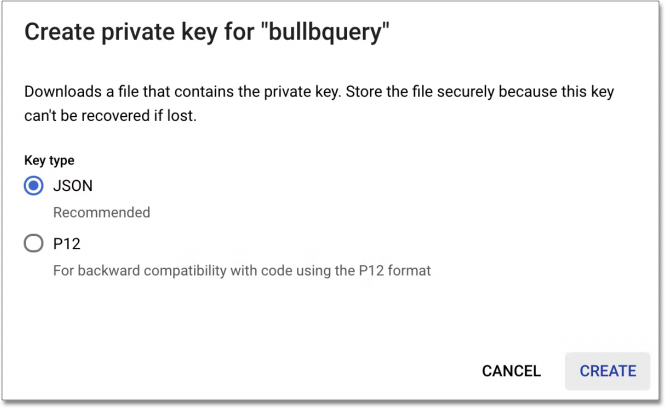 Create private key for "bullbquery"
Downloads a file that contains the private key. Store the file securely because this key
can't be recovered if lost.
Key type
JSON
Recommended
P12
For backward compatibility with code using the P12 format
CANCEL CREATE